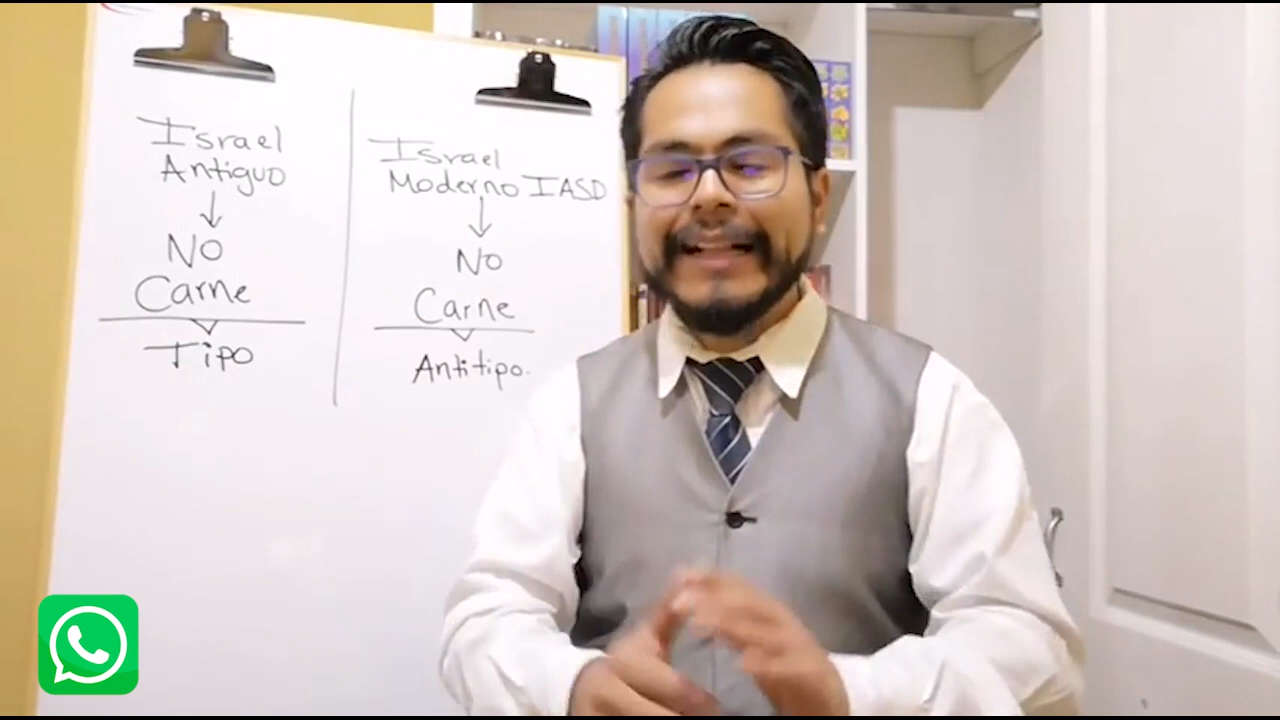 Israel
Antiguo
NO
Carne
Tipo
Israel
Moderno IASD
No
Carne
Antitipo.